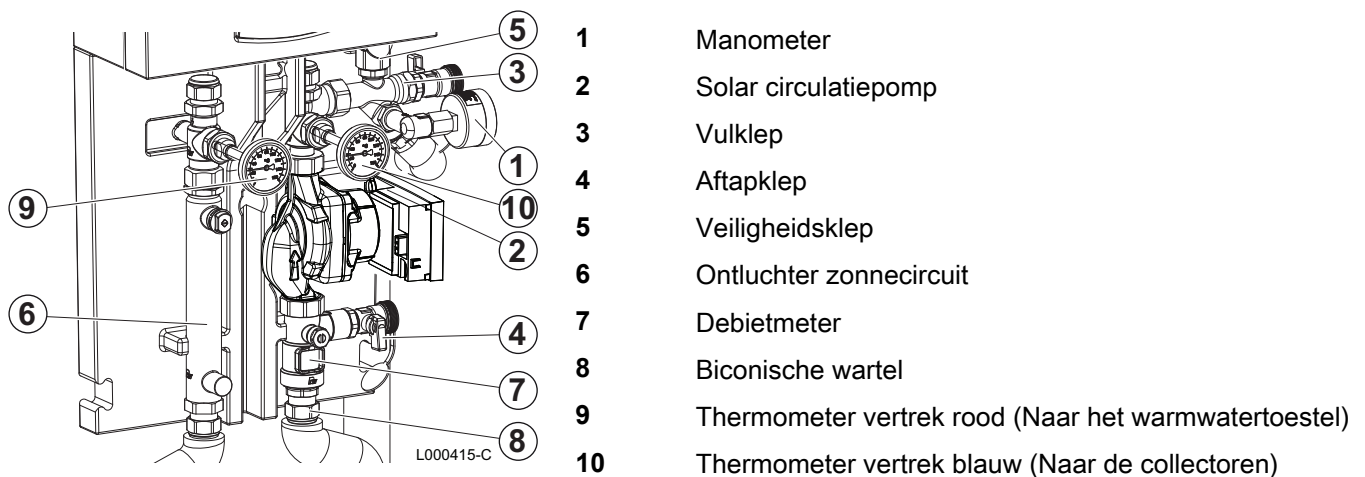 5
3
1
9
10
2
6
4
7
8
L000415-C
1 Manometer
2 Solar circulatiepomp
3 Vulklep
4 Aftapklep
5 Veiligheidsklep
6 Ontluchter zonnecircuit
7 Debietmeter
8 Biconische wartel
9 Thermometer vertrek rood (Naar het warmwatertoestel)
10 Thermometer vertrek blauw (Naar de collectoren)